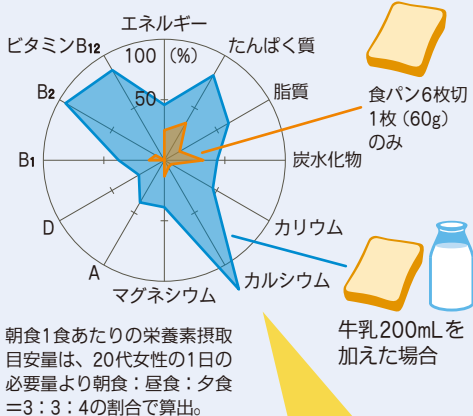 エネルギー
ビタミンB12
100 (%)
たんぱく質
B2
50
脂質
食パン6枚切
1枚（60g）
のみ
B1
炭水化物
D
カリウム
A
カルシウム
マグネシウム
牛乳200mLを
加えた場合
朝食1食あたりの栄養素摂取
目安量は、20代女性の1日の
必要量より朝食：昼食：夕食
＝3：3：4の割合で算出。